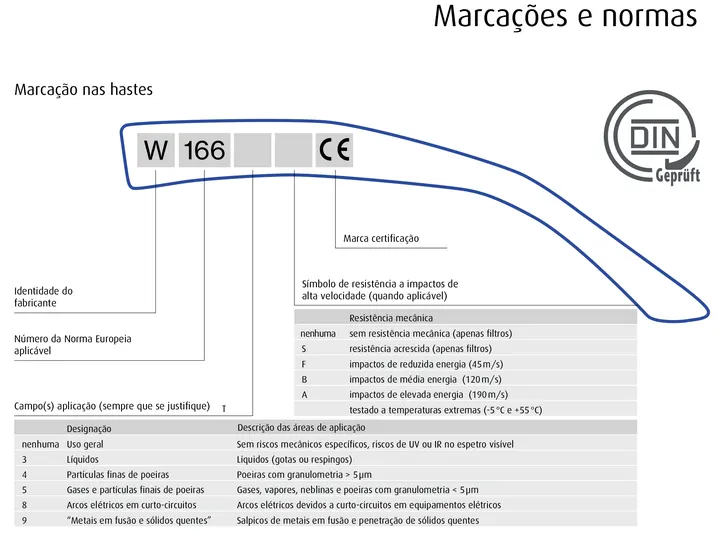 Marcações e normas
Marcação nas hastes
W 166 CE
DIN
Geprüft
Marca certificação
Identidade do
fabricante
Símbolo de resistência a impactos de
alta velocidade (quando aplicável)
Número da Norma Europeia
aplicável
Resistência mecânica
nenhuma sem resistência mecânica (apenas filtros)
S resistência acrescida (apenas filtros)
F impactos de reduzida energia (45 m/s)
B impactos de média energia (120 m/s)
A impactos de elevada energia (190 m/s)
T testado a temperaturas extremas (-5 °C e +55 °C)
Campo(s) aplicação (sempre que se justifique)
Designação Descrição das áreas de aplicação
nenhuma Uso geral Sem riscos mecânicos específicos, riscos de UV ou IR no espetro visível
3 Líquidos Líquidos (gotas ou respingos)
4 Partículas finas de poeiras Poeiras com granulometria > 5 µm
5 Gases e partículas finais de poeiras Gases, vapores, neblinas e poeiras com granulometria < 5 µm
8 Arcos elétricos em curto-circuitos Arcos elétricos devidos a curto-circuitos em equipamentos elétricos
9 “Metais em fusão e sólidos quentes” Salpicos de metais em fusão e penetração de sólidos quentes